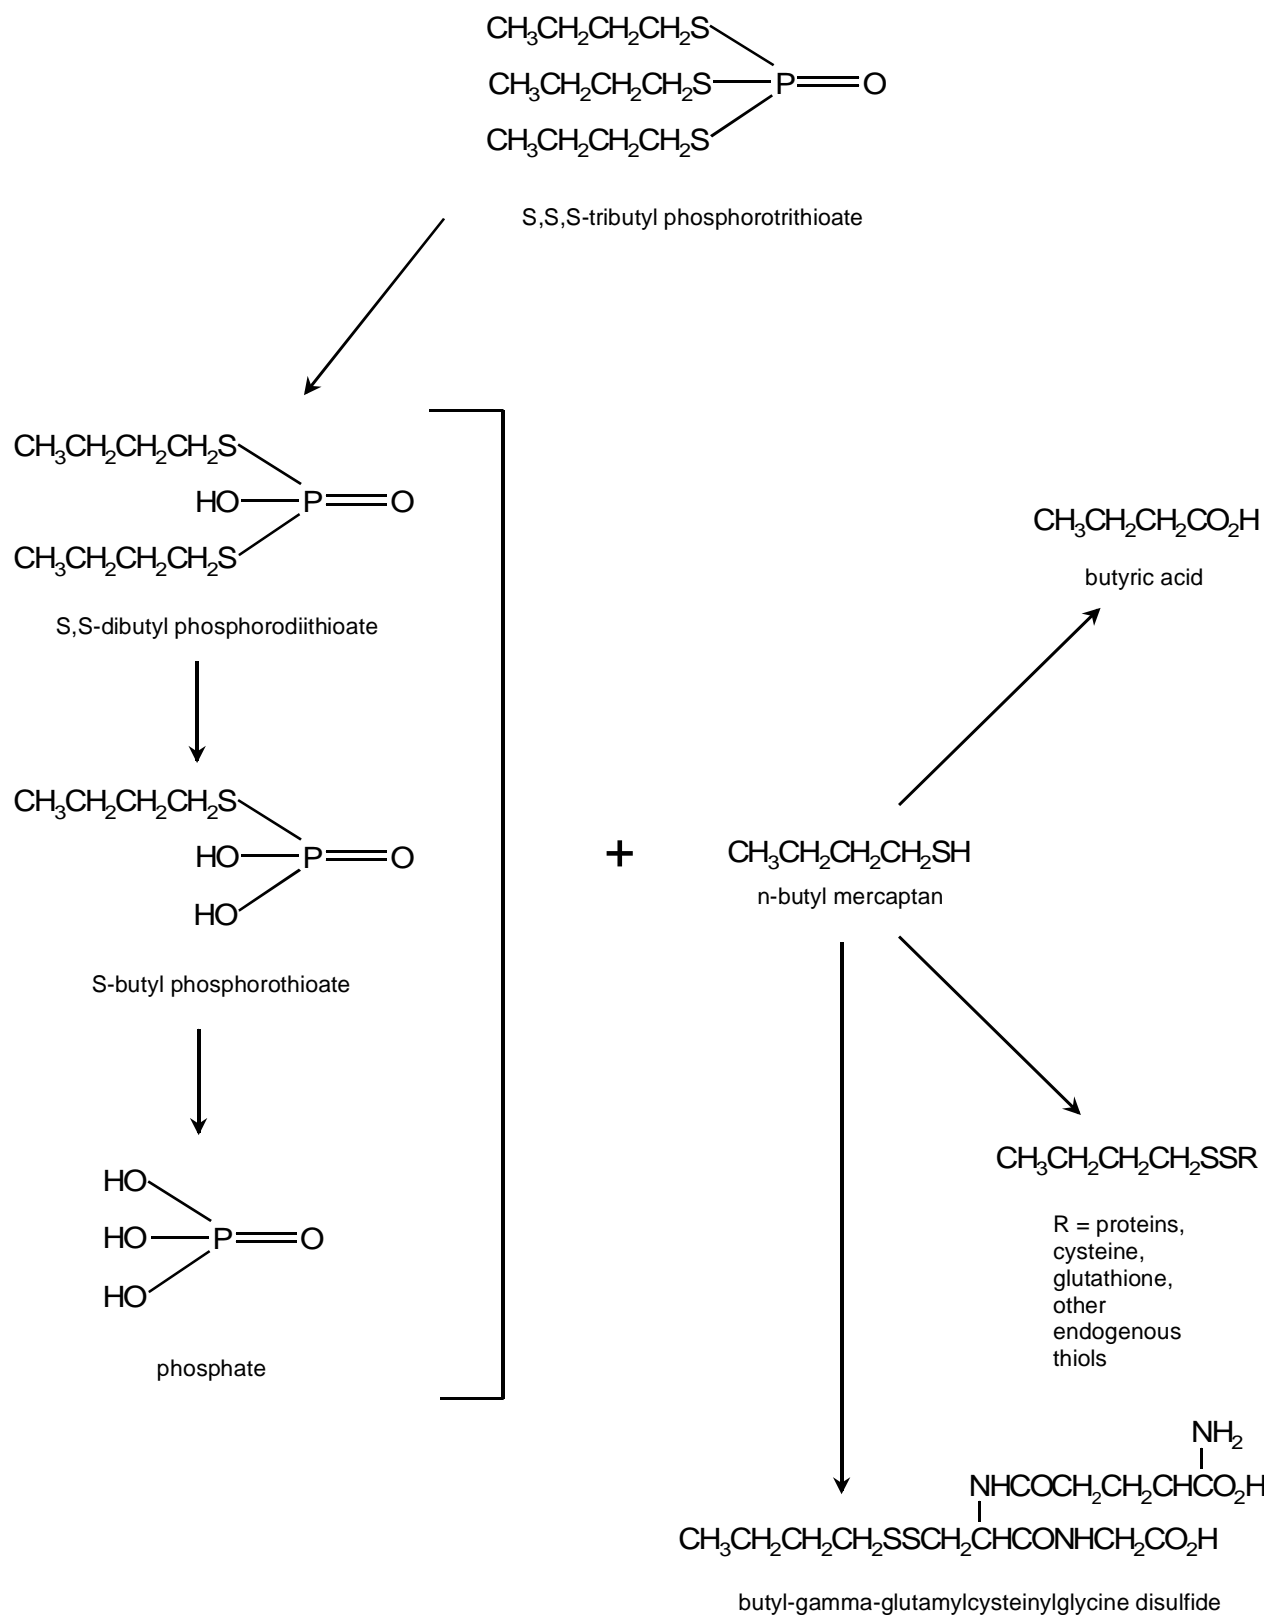 CH₃CH₂CH₂CH₂S
CH₃CH₂CH₂CH₂S P O
CH₃CH₂CH₂CH₂S
S,S,S-tributyl phosphorotrithioate
CH₃CH₂CH₂CH₂S
HO P O
CH₃CH₂CH₂CH₂S
S,S-dibutyl phosphorodiithioate
CH₃CH₂CH₂CH₂S
HO P O
HO
S-butyl phosphorothioate
HO
HO P O
HO
phosphate
+
CH₃CH₂CH₂CH₂SH
n-butyl mercaptan
CH₃CH₂CH₂CO₂H
butyric acid
CH₃CH₂CH₂CH₂SSR
R = proteins,
cysteine,
glutathione,
other
endogenous
thiols
NH₂
NHCOCH₂CH₂CHCO₂H
CH₃CH₂CH₂CH₂SSCH₂CHCONHCH₂CO₂H
butyl-gamma-glutamylcysteinylglycine disulfide